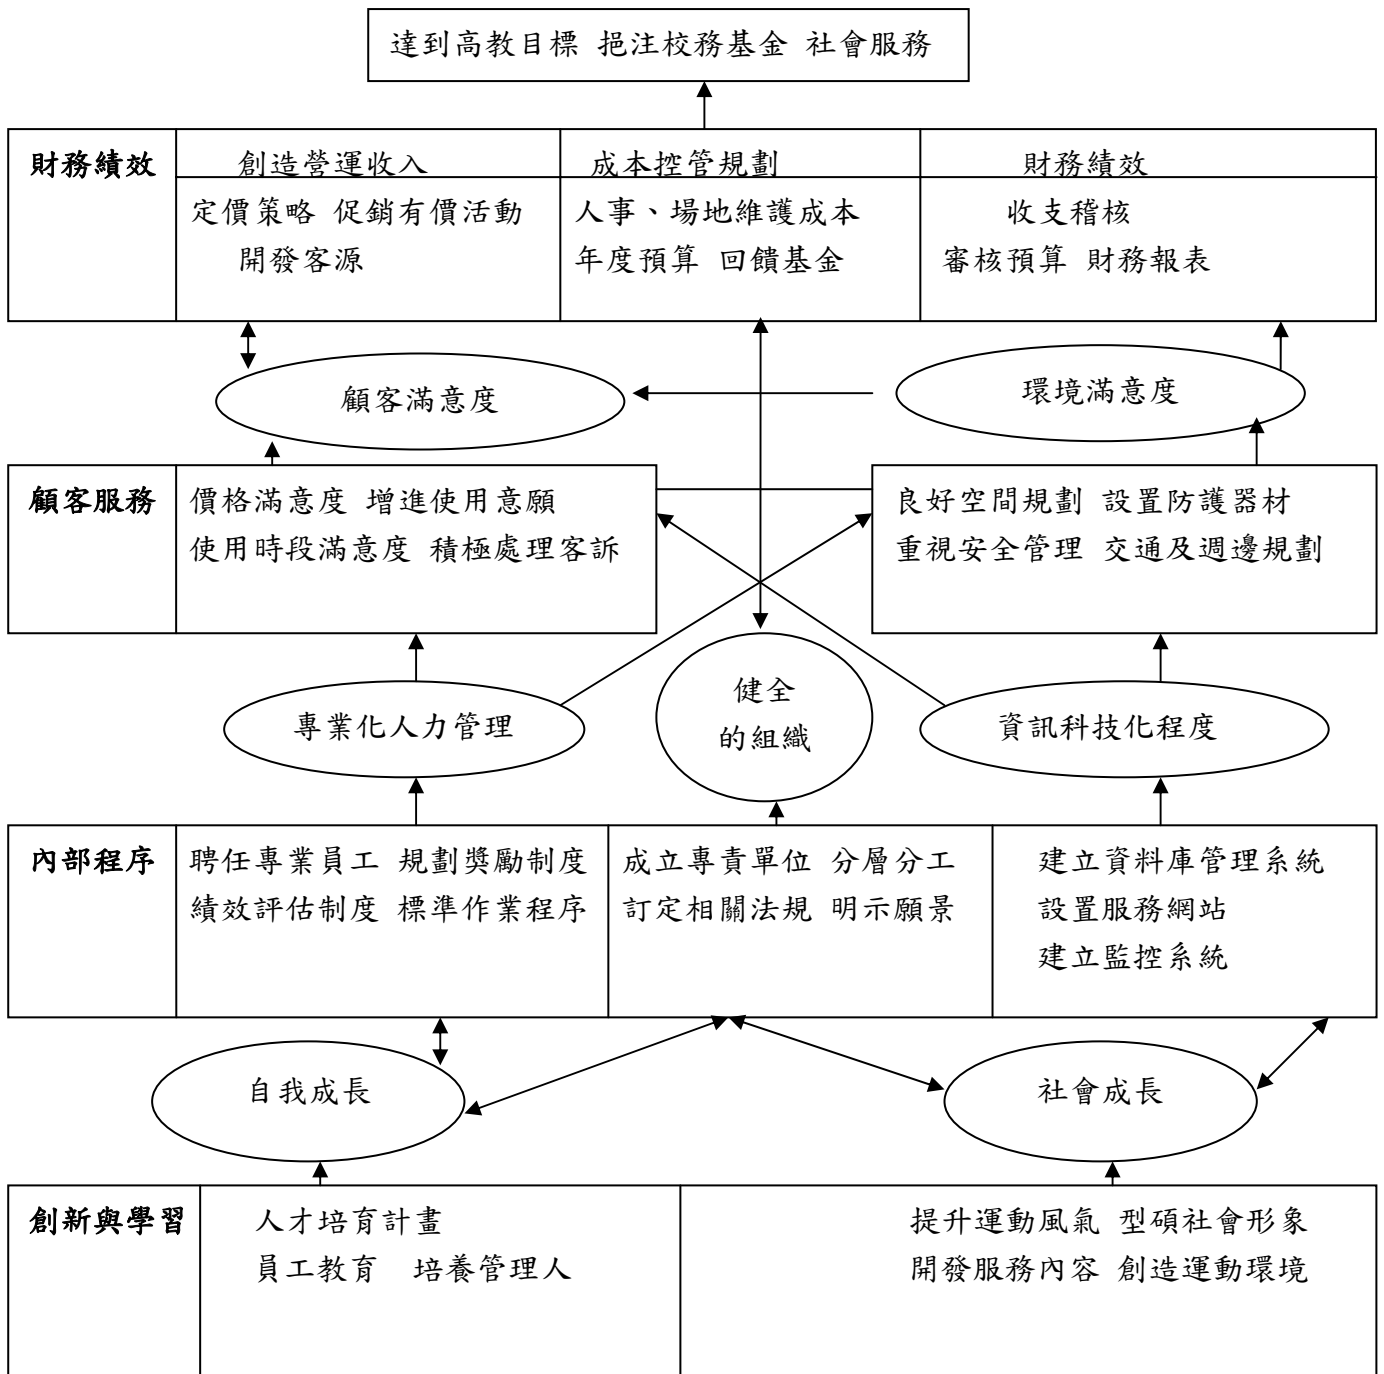 達到高教目標 挹注校務基金 社會服務
財務績效
創造營運收入
定價策略 促銷有價活動
開發客源
成本控管規劃
人事、場地維護成本
年度預算 回饋基金
財務績效
收支稽核
審核預算 財務報表
顧客滿意度
環境滿意度
顧客服務
價格滿意度 增進使用意願
使用時段滿意度 積極處理客訴
良好空間規劃 設置防護器材
重視安全管理 交通及週邊規劃
專業化人力管理
健全
的組織
資訊科技化程度
內部程序
聘任專業員工 規劃獎勵制度
績效評估制度 標準作業程序
成立專責單位 分層分工
訂定相關法規 明示願景
建立資料庫管理系統
設置服務網站
建立監控系統
自我成長
社會成長
創新與學習
人才培育計畫
員工教育 培養管理人
提升運動風氣 型碩社會形象
開發服務內容 創造運動環境